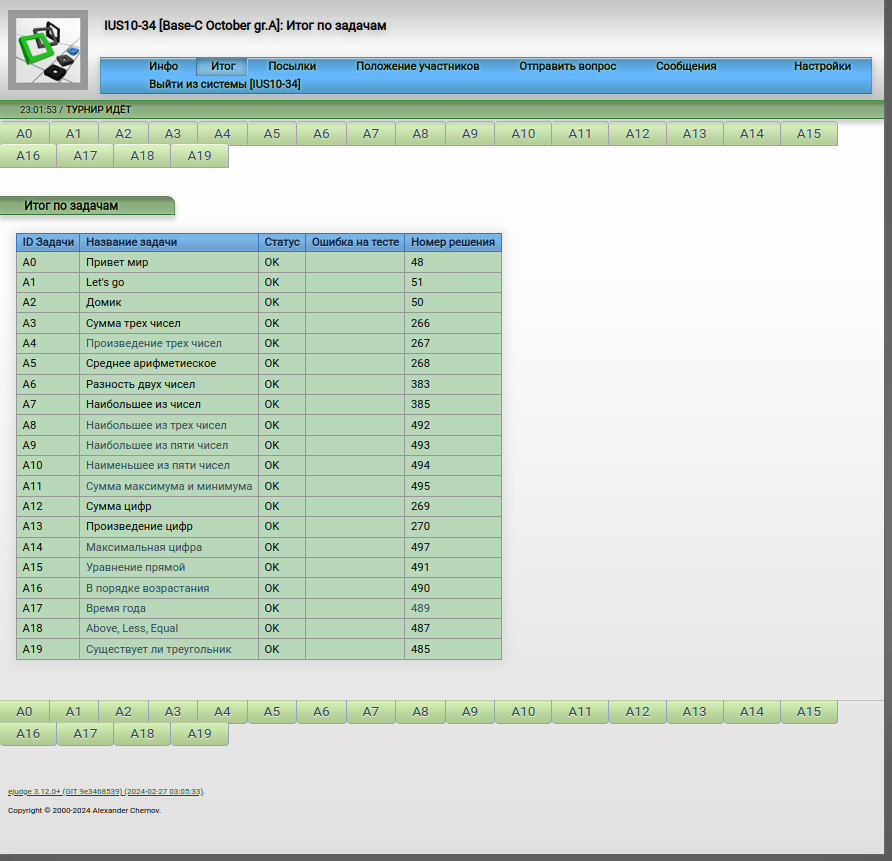 IUS10-34 [Base-C October gr.A]: Итог по задачам
Инфо Итог Посылки Положение участников Отправить вопрос Сообщения Настройки
Выйти из системы [IUS10-34]
23:01:53 / ТУРНИР ИДЁТ
A0 A1 A2 A3 A4 A5 A6 A7 A8 A9 A10 A11 A12 A13 A14 A15
A16 A17 A18 A19
Итог по задачам
ID Задачи Название задачи Статус Ошибка на тесте Номер решения
A0 Привет мир OK 48
A1 Let's go OK 51
A2 Домик OK 50
A3 Сумма трех чисел OK 266
A4 Произведение трех чисел OK 267
A5 Среднее арифметиеское OK 268
A6 Разность двух чисел OK 383
A7 Наибольшее из чисел OK 385
A8 Наибольшее из трех чисел OK 492
A9 Наибольшее из пяти чисел OK 493
A10 Наименьшее из пяти чисел OK 494
A11 Сумма максимума и минимума OK 495
A12 Сумма цифр OK 269
A13 Произведение цифр OK 270
A14 Максимальная цифра OK 497
A15 Уравнение прямой OK 491
A16 В порядке возрастания OK 490
A17 Время года OK 489
A18 Above, Less, Equal OK 487
A19 Существует ли треугольник OK 485
A0 A1 A2 A3 A4 A5 A6 A7 A8 A9 A10 A11 A12 A13 A14 A15
A16 A17 A18 A19
ejudge 3.12.0+ (GIT 9e3468539) (2024-02-27 03:05:33).
Copyright © 2000-2024 Alexander Chernov.